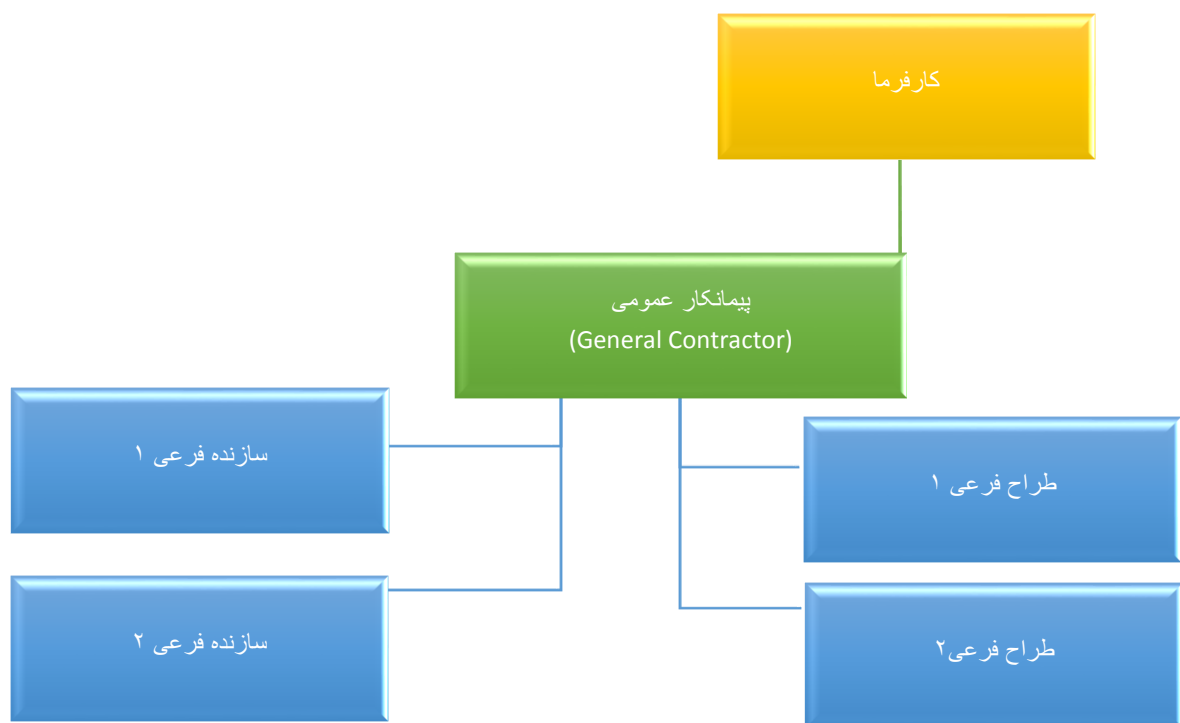 کارفرما
پیمانکار عمومی
(General Contractor)
طراح فرعی ۱
سازنده فرعی ۱
طراح فرعی۲
سازنده فرعی ۲